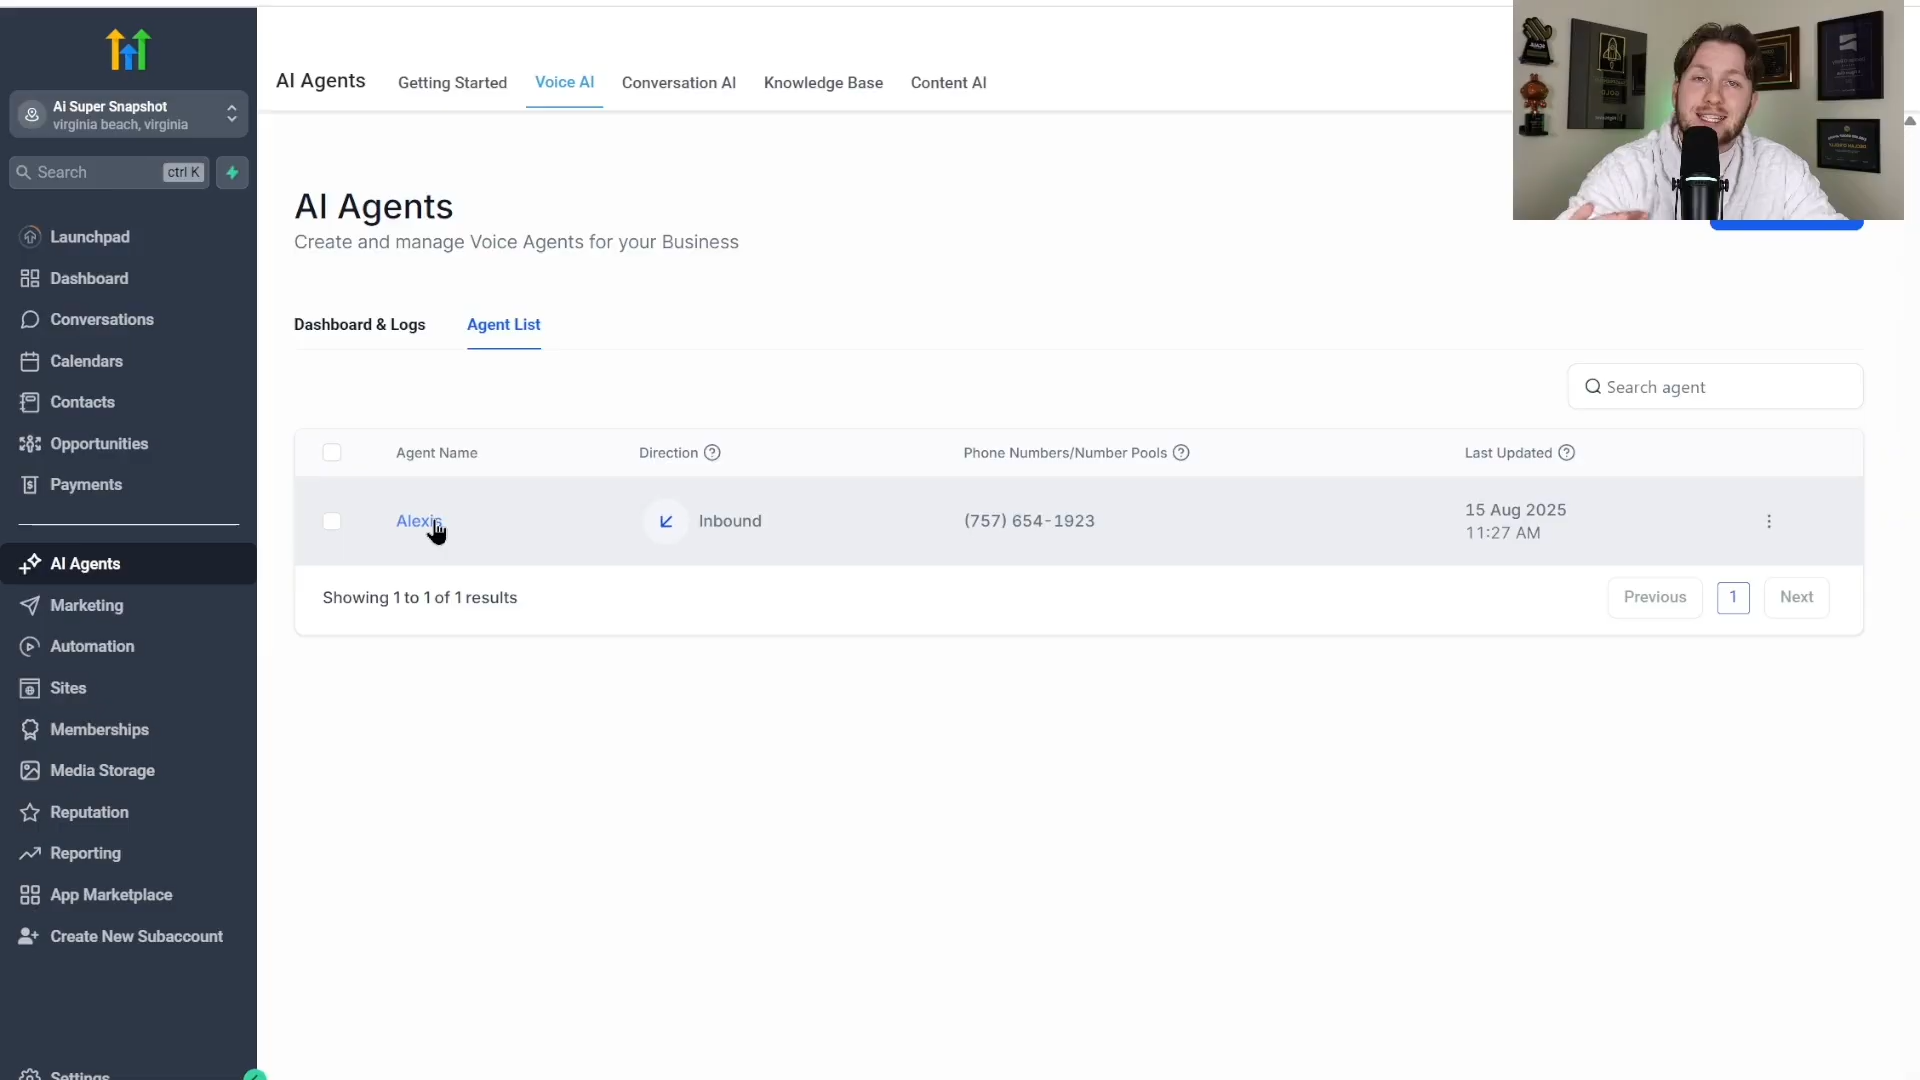 Ai Super Snapshot
virginia beach, virginia
Search
ctrl K
Launchpad
Dashboard
Conversations
Calendars
Contacts
Opportunities
Payments
AI Agents
Marketing
Automation
Sites
Memberships
Media Storage
Reputation
Reporting
App Marketplace
Create New Subaccount
Settings
AI Agents
Getting Started
Voice AI
Conversation AI
Knowledge Base
Content AI
AI Agents
Create and manage Voice Agents for your Business
Dashboard & Logs
Agent List
Search agent
Agent Name
Direction
Phone Numbers/Number Pools
Last Updated
Alexis
Inbound
(757) 654-1923
15 Aug 2025
11:27 AM
Showing 1 to 1 of 1 results
Previous
1
Next